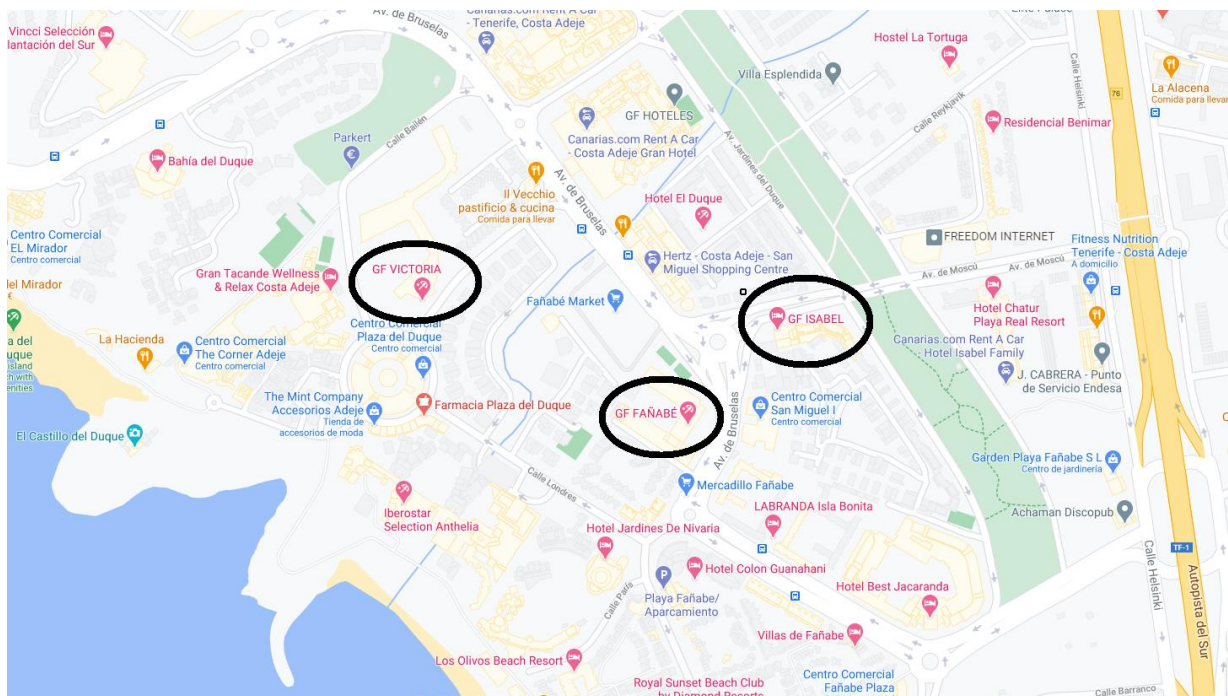 Vincci Selección
lantación del Sur
Av. de Bruselas
Canarias.com Rent A Car
- Tenerife, Costa Adeje
Hostel La Tortuga
Villa Esplendida
Calle Helsinki
76
La Alacena
Comida para llevar
GF HOTELES
Calle Bailén
Parkert
Canarias.com Rent A Car
- Costa Adeje Gran Hotel
Av. Jardines del Duque
Calle Reykjavik
Residencial Benimar
Bahía del Duque
Il Vecchio
pastificio & cucina
Comida para llevar
Av. de Bruselas
Hotel El Duque
Centro Comercial
EL Mirador
Centro comercial
FREEDOM INTERNET
Fitness Nutrition
Tenerife - Costa Adeje
A domicilio
Gran Tacande Wellness
& Relax Costa Adeje
GF VICTORIA
Hertz - Costa Adeje - San
Miguel Shopping Centre
Av. de Moscú
Av. de Moscú
del Mirador
€
Fañabé Market
GF ISABEL
Hotel Chatur
Playa Real Resort
a del
uque
island
ch with
enities
La Hacienda
Centro Comercial
The Corner Adeje
Centro comercial
Centro Comercial
Plaza del Duque
Centro comercial
Canarias.com Rent A Car
- Hotel Isabel Family
J. CABRERA - Punto
de Servicio Endesa
The Mint Company
Accesorios Adeje
Tienda de
accesorios de moda
Farmacia Plaza del Duque
GF FAÑABÉ
Av. de Bruselas
Centro Comercial
San Miguel I
Centro comercial
El Castillo del Duque
Garden Playa Fañabe S L
Centro de jardinería
Calle Londres
Mercadillo Fañabe
Iberostar
Selection Anthelia
LABRANDA Isla Bonita
Achaman Discopub
Hotel Jardines De Nivaria
TF-1
Calle Helsinki
Autopista del Sur
Hotel Colon Guanahani
Calle París
P
Playa Fañabe/
Aparcamiento
Hotel Best Jacaranda
Villas de Fañabe
Los Olivos Beach Resort
Royal Sunset Beach Club
by Diamond Resorts
Centro Comercial
Fañabe Plaza
Calle Barranco